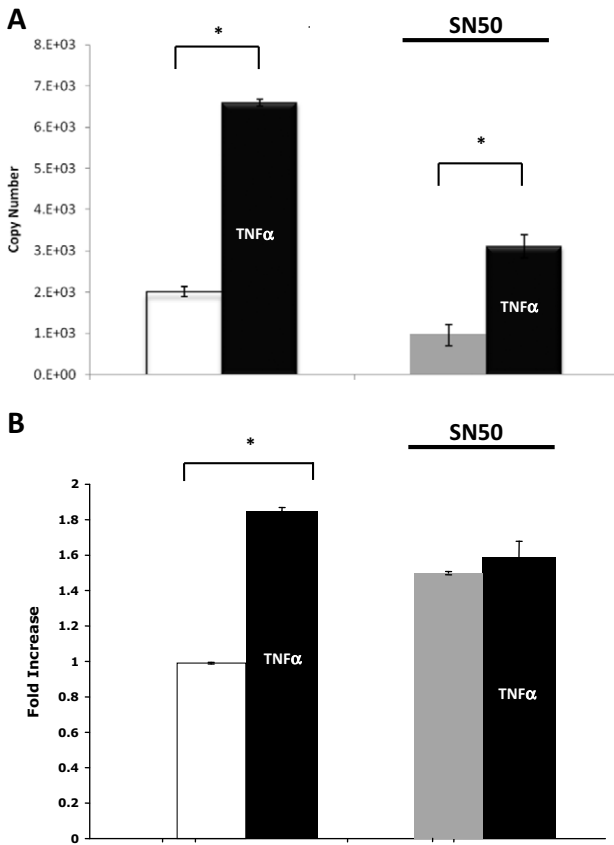 A
SN50
8.E+03
7.E+03
6.E+03
5.E+03
4.E+03
3.E+03
2.E+03
1.E+03
0.E+00
Copy Number
*
*
TNFα
TNFα
B
SN50
2
1.8
1.6
1.4
1.2
1
0.8
0.6
0.4
0.2
0
Fold Increase
*
TNFα
TNFα